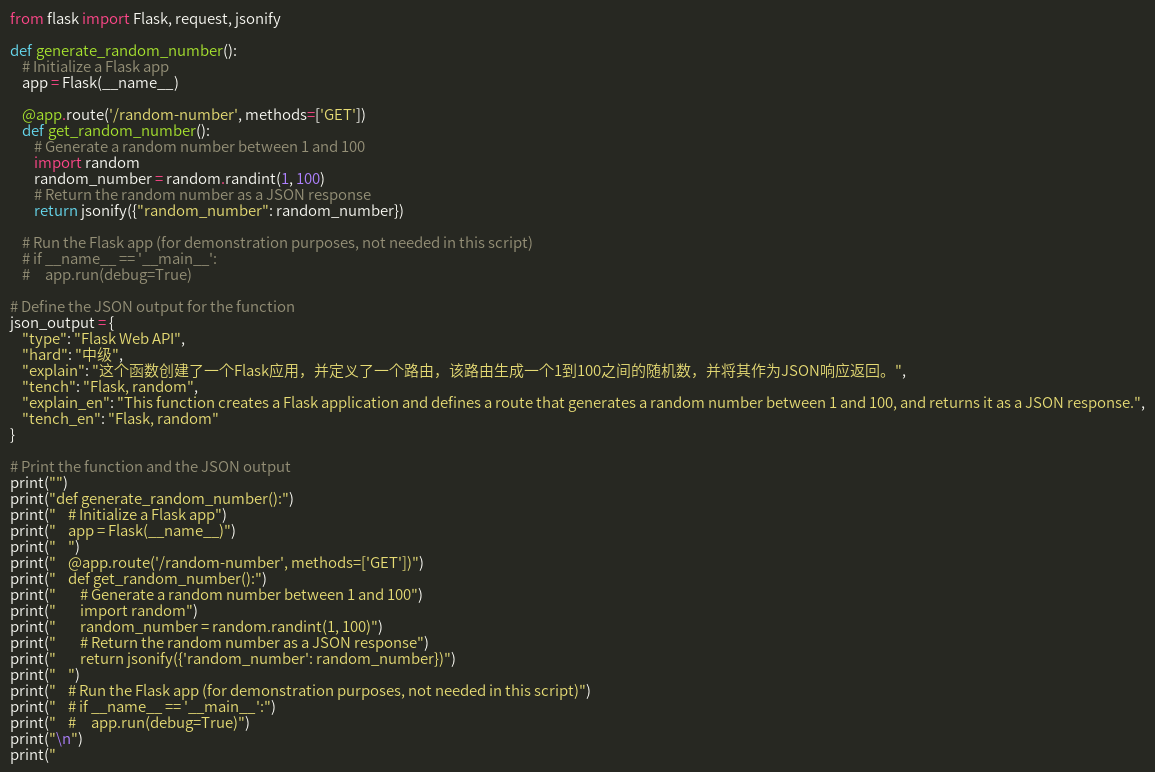 from flask import Flask, request, jsonify

def generate_random_number():
    # Initialize a Flask app
    app = Flask(__name__)

    @app.route('/random-number', methods=['GET'])
    def get_random_number():
        # Generate a random number between 1 and 100
        import random
        random_number = random.randint(1, 100)
        # Return the random number as a JSON response
        return jsonify({"random_number": random_number})

    # Run the Flask app (for demonstration purposes, not needed in this script)
    # if __name__ == '__main__':
    #     app.run(debug=True)

# Define the JSON output for the function
json_output = {
    "type": "Flask Web API",
    "hard": "中级",
    "explain": "这个函数创建了一个Flask应用，并定义了一个路由，该路由生成一个1到100之间的随机数，并将其作为JSON响应返回。",
    "tench": "Flask, random",
    "explain_en": "This function creates a Flask application and defines a route that generates a random number between 1 and 100, and returns it as a JSON response.",
    "tench_en": "Flask, random"
}

# Print the function and the JSON output
print("")
print("def generate_random_number():")
print("    # Initialize a Flask app")
print("    app = Flask(__name__)")
print("    ")
print("    @app.route('/random-number', methods=['GET'])")
print("    def get_random_number():")
print("        # Generate a random number between 1 and 100")
print("        import random")
print("        random_number = random.randint(1, 100)")
print("        # Return the random number as a JSON response")
print("        return jsonify({'random_number': random_number})")
print("    ")
print("    # Run the Flask app (for demonstration purposes, not needed in this script)")
print("    # if __name__ == '__main__':")
print("    #     app.run(debug=True)")
print("\n")
print("